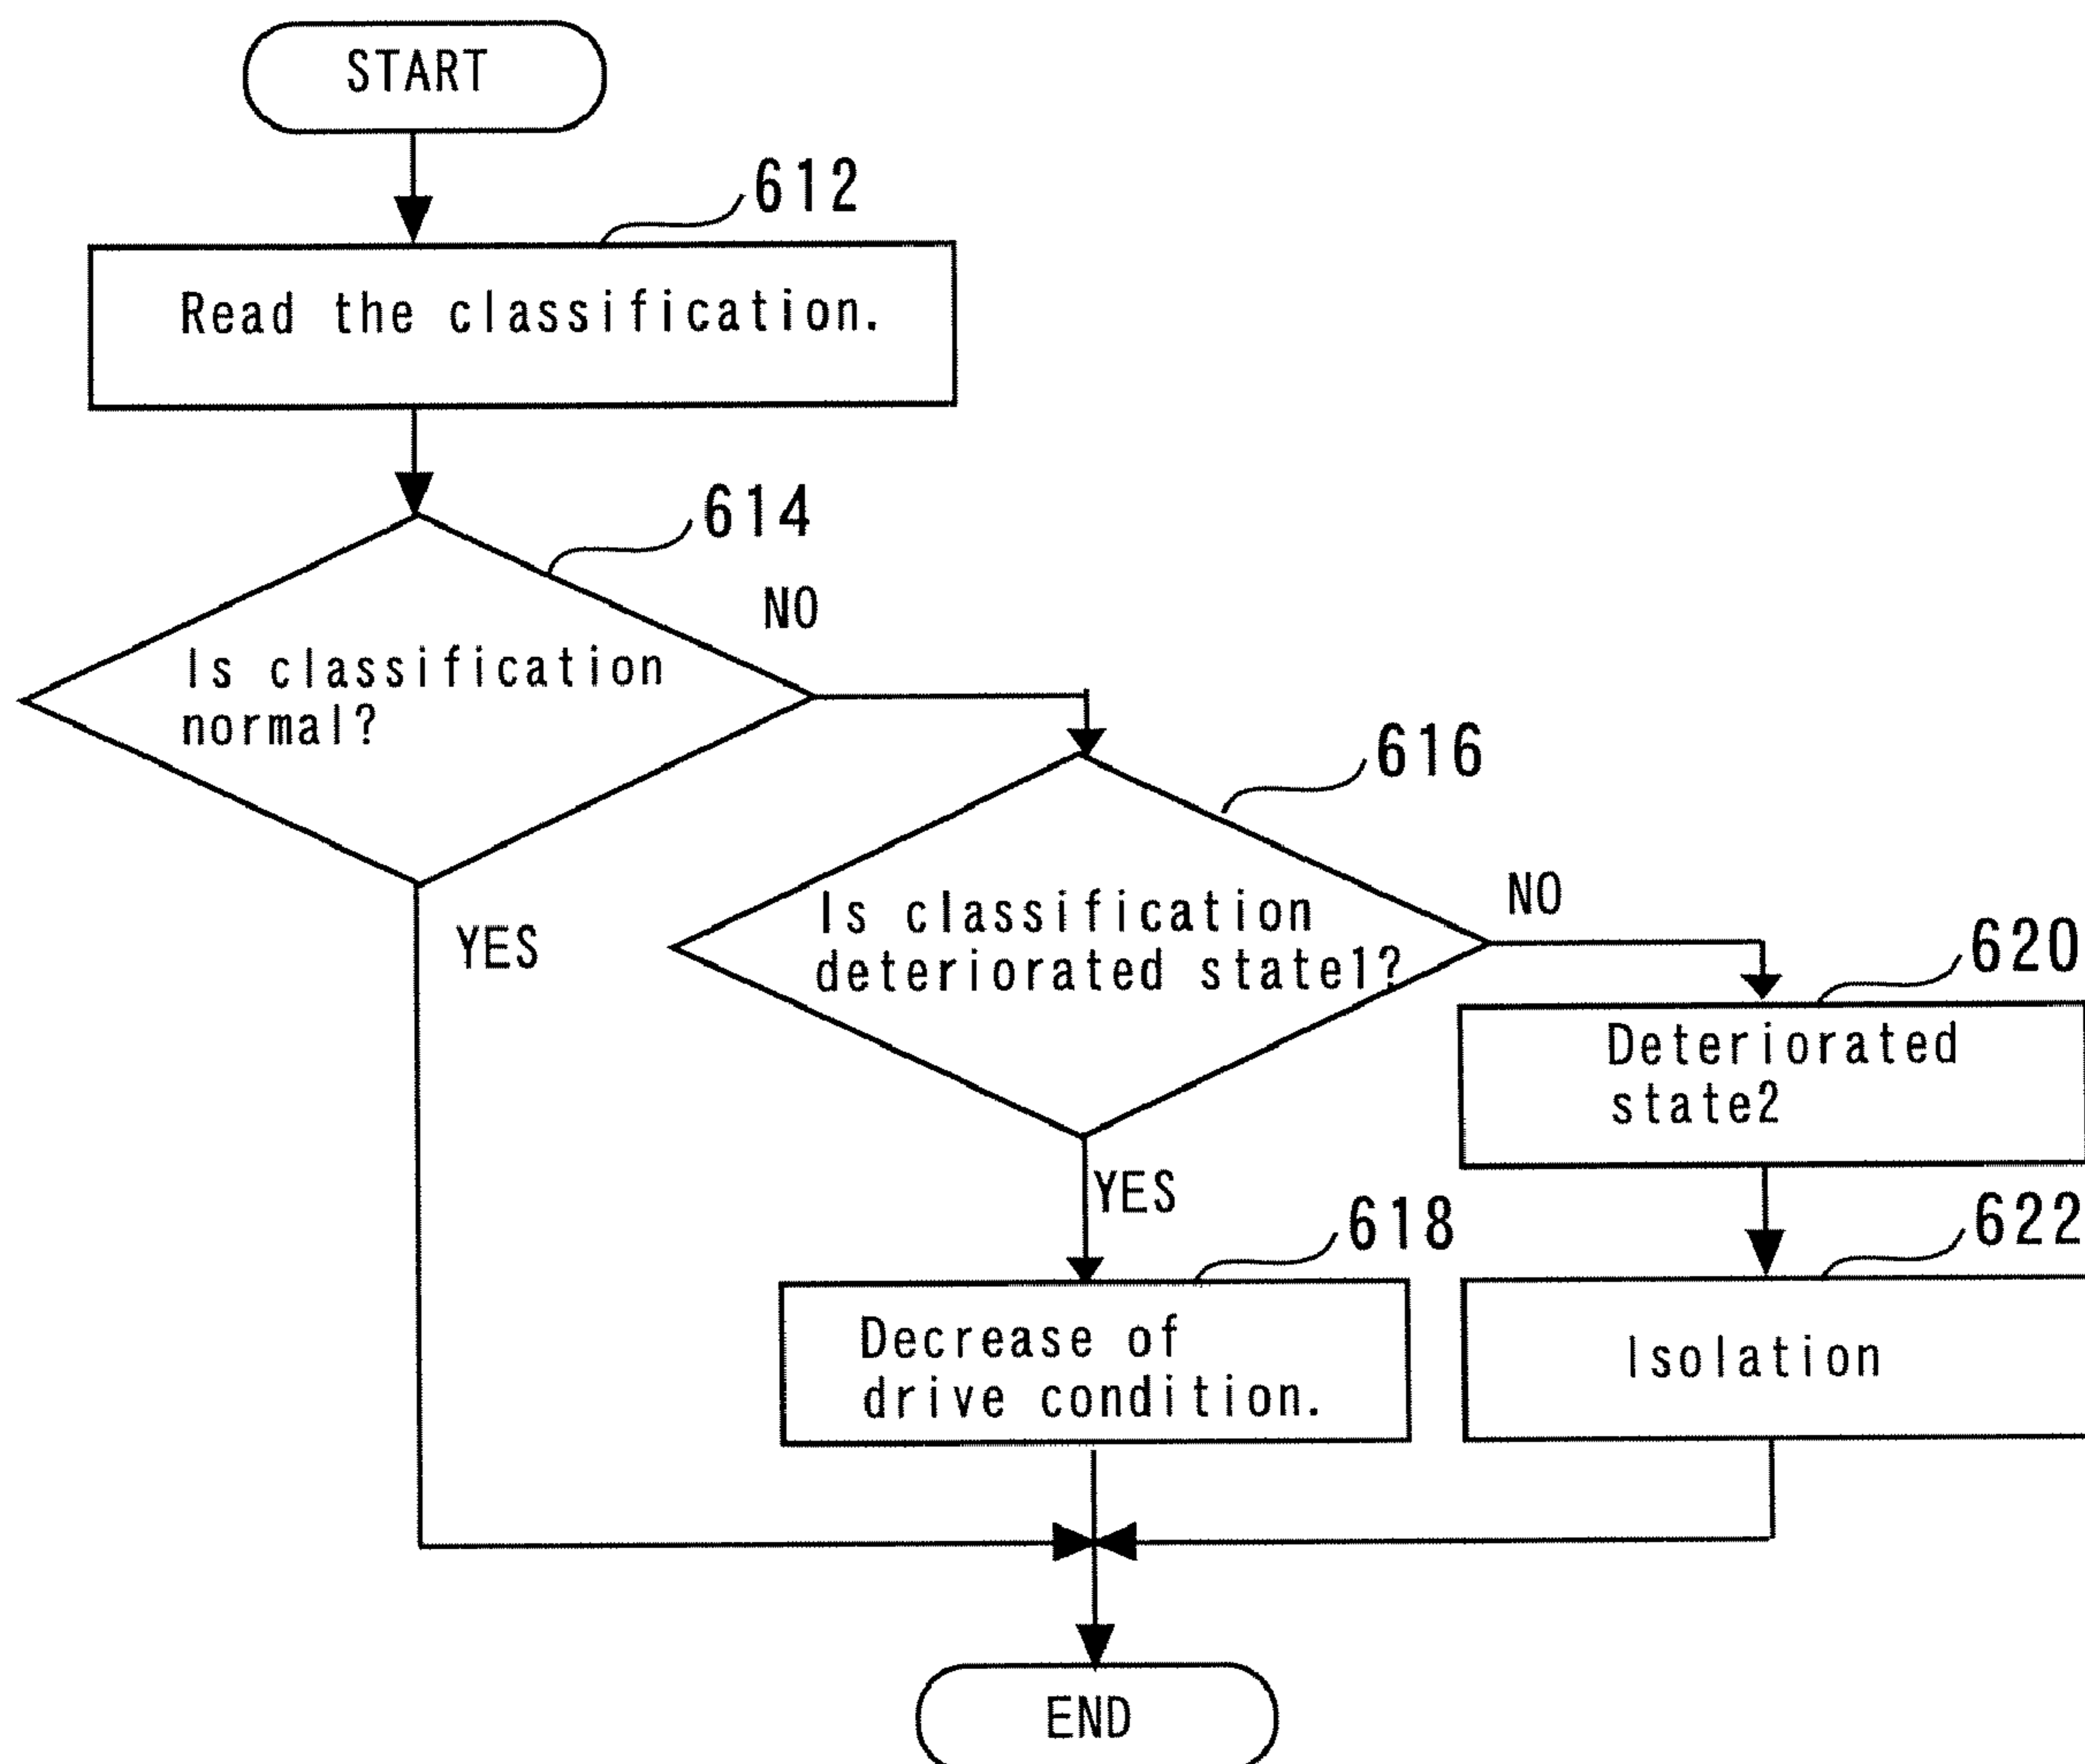 START
612
Read the classification.
614
NO
Is classification
normal?
616
YES
NO
Is classification
deteriorated state1?
620
Deteriorated
state2
YES
618
622
Decrease of
drive condition.
Isolation
END